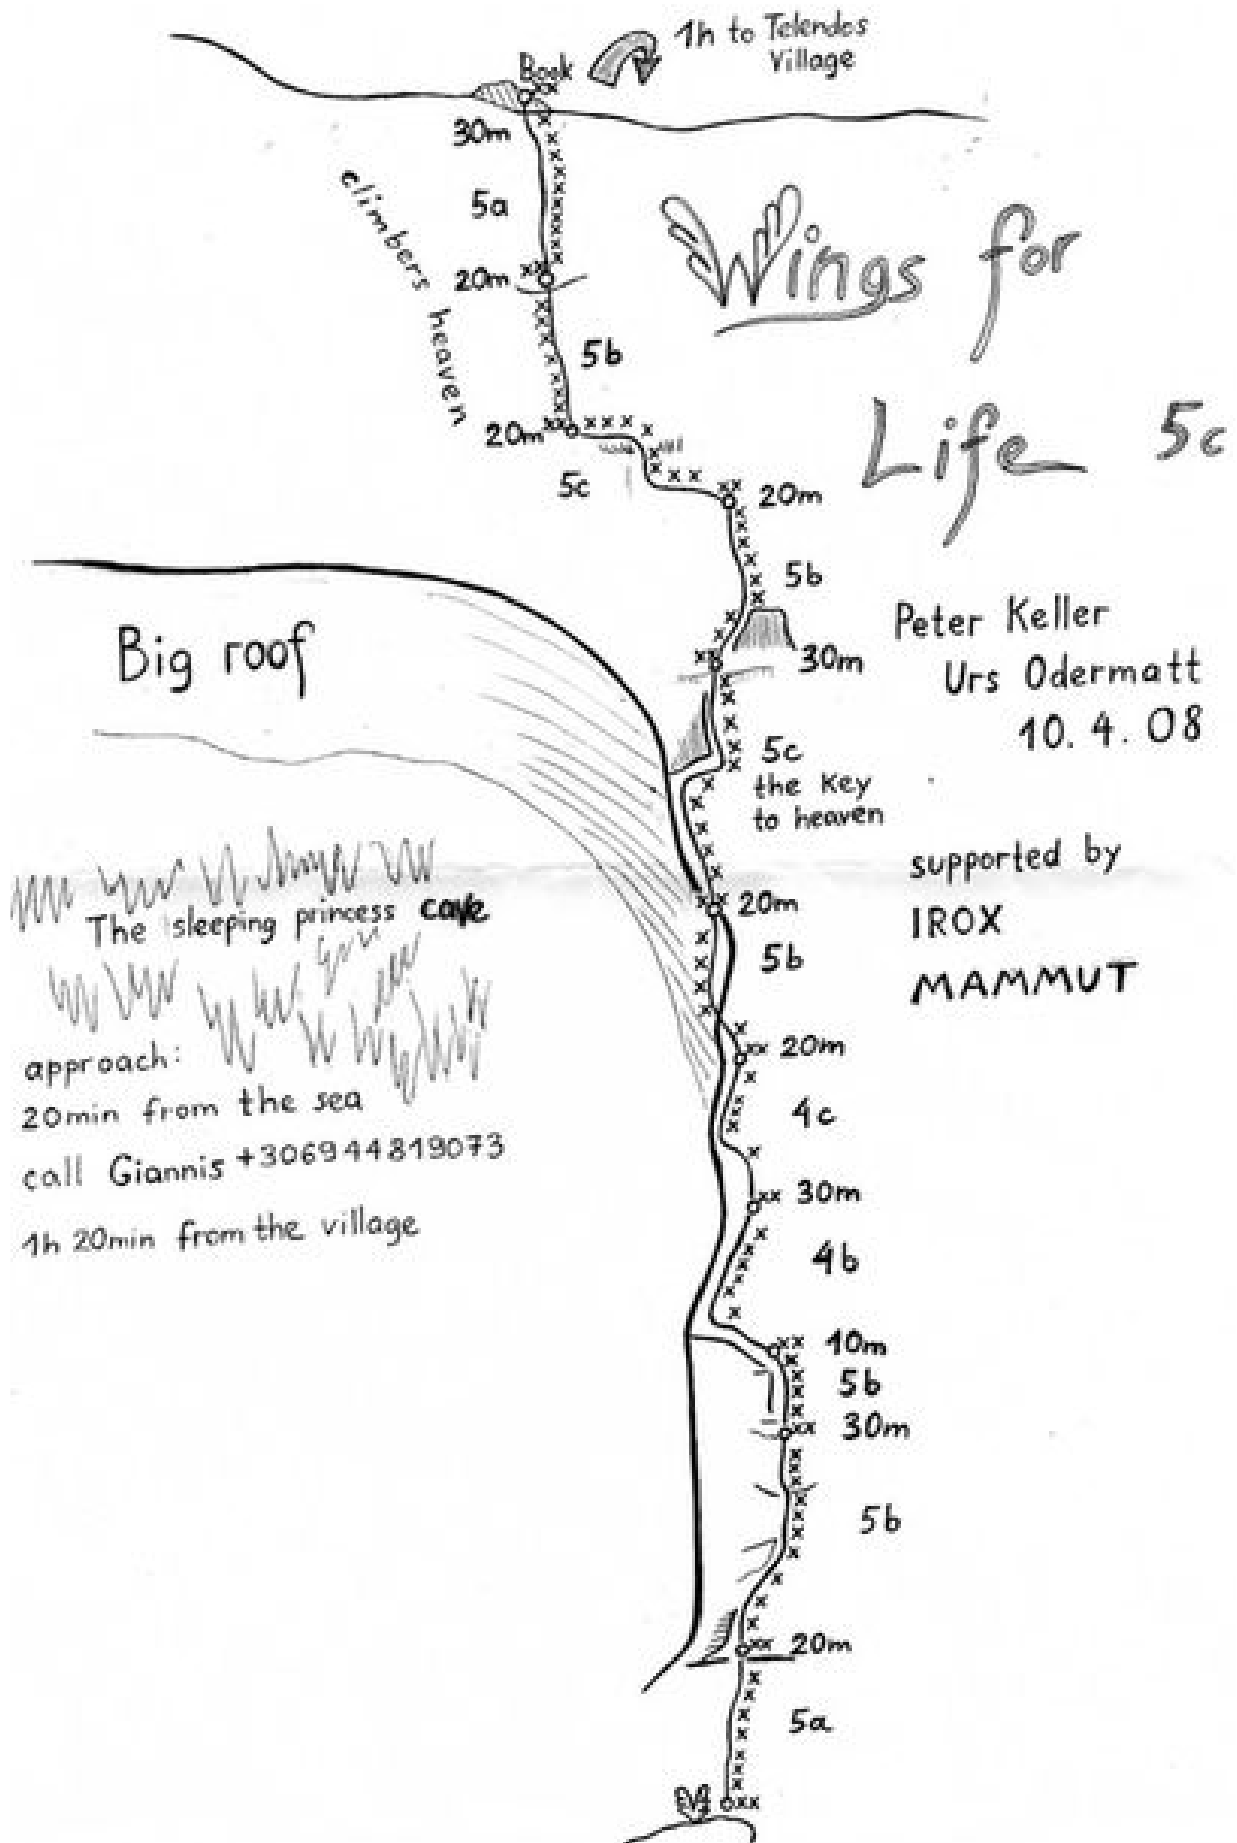 1h to Telendos
Village
Book
30m
5a
climbers heaven
20m
5b
20m
5c
Wings for
Life 5c
20m
5b
30m
Big roof
Peter Keller
Urs Odermatt
10.4.08
5c
the Key
to heaven
supported by
IROX
MAMMUT
The sleeping princess cave
20m
5b
20m
approach:
20min from the sea
call Giannis +306944819073
1h 20min from the village
4c
30m
4b
10m
5b
30m
5b
20m
5a